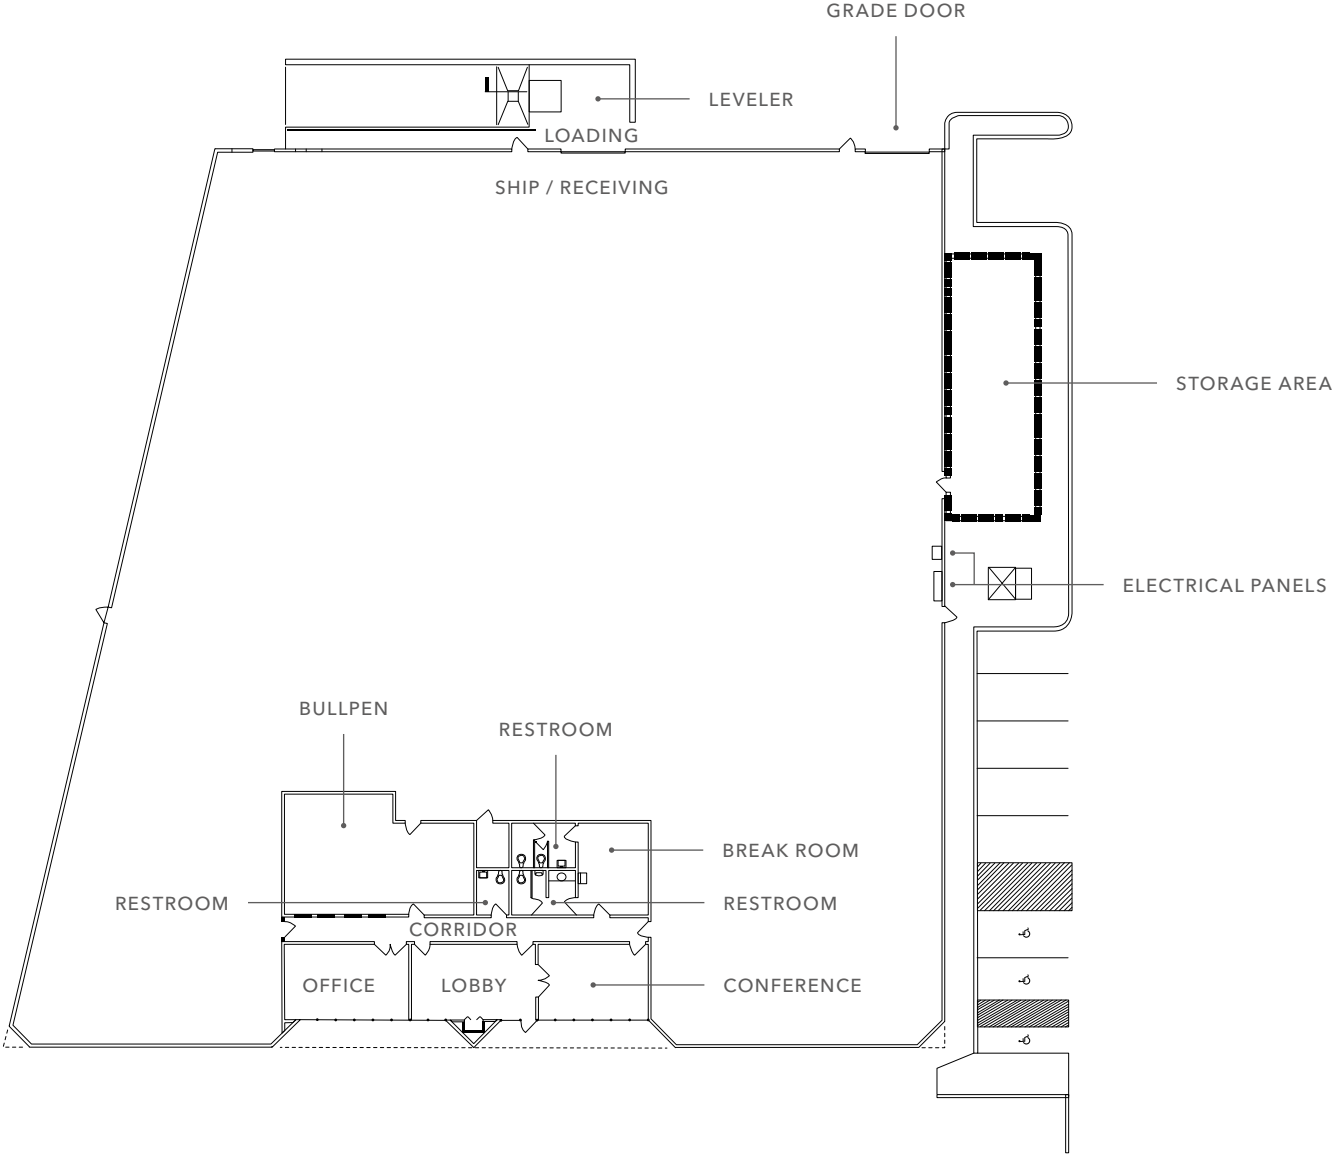 GRADE DOOR
LEVELER
LOADING
SHIP / RECEIVING
STORAGE AREA
ELECTRICAL PANELS
BULLPEN
RESTROOM
BREAK ROOM
RESTROOM
RESTROOM
CORRIDOR
OFFICE
LOBBY
CONFERENCE